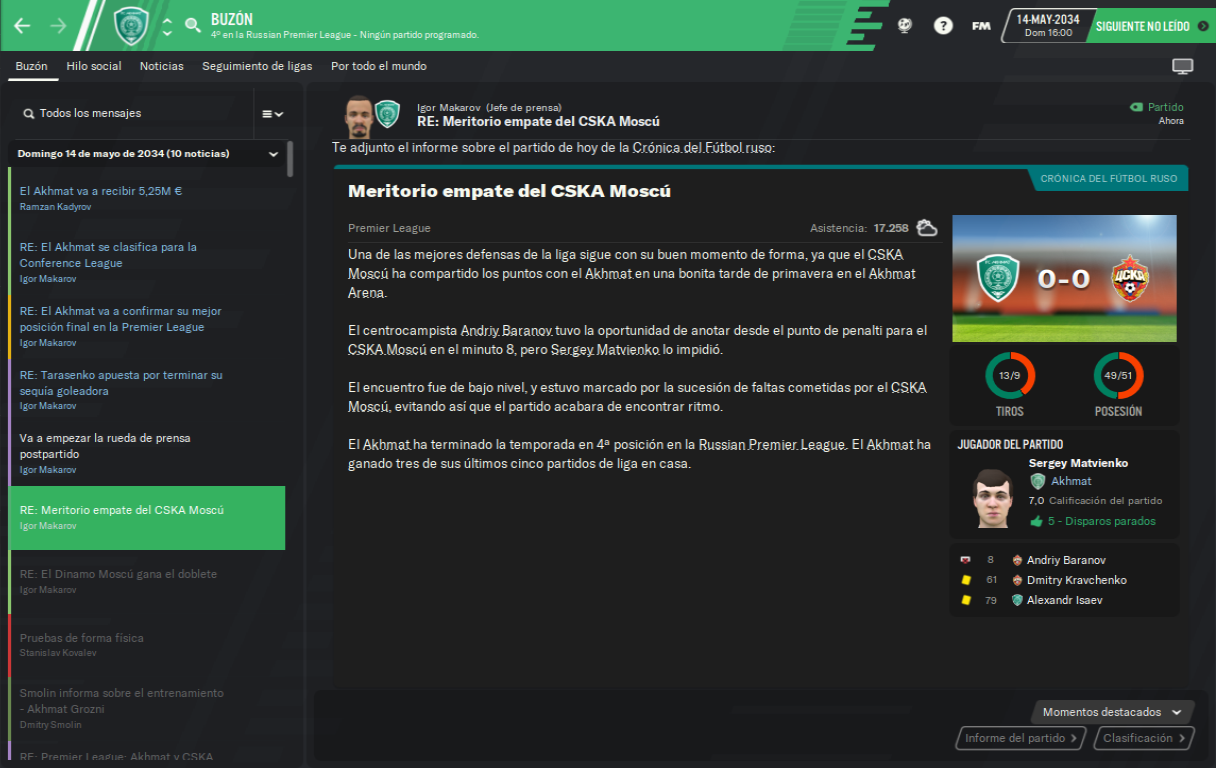 BUZÓN
4º en la Russian Premier League - Ningún partido programado.
?
FM
14-MAY-2034
Dom 16:00
SIGUIENTE NO LEÍDO
Buzón
Hilo social
Noticias
Seguimiento de ligas
Por todo el mundo
Todos los mensajes
Domingo 14 de mayo de 2034 (10 noticias)
El Akhmat va a recibir 5,25M €
Ramzan Kadyrov
RE: El Akhmat se clasifica para la
Conference League
Igor Makarov
RE: El Akhmat va a confirmar su mejor
posición final en la Premier League
Igor Makarov
RE: Tarasenko apuesta por terminar su
sequía goleadora
Igor Makarov
Va a empezar la rueda de prensa
postpartido
Igor Makarov
RE: Meritorio empate del CSKA Moscú
Igor Makarov
RE: El Dinamo Moscú gana el doblete
Igor Makarov
Pruebas de forma física
Stanislav Kovalev
Smolin informa sobre el entrenamiento
- Akhmat Grozni
Dmitry Smolin
RE: Premier League: Akhmat y CSKA
Igor Makarov (Jefe de prensa)
RE: Meritorio empate del CSKA Moscú
Partido
Ahora
Te adjunto el informe sobre el partido de hoy de la Crónica del Fútbol ruso:
CRÓNICA DEL FÚTBOL RUSO
Meritorio empate del CSKA Moscú
Premier League
Asistencia: 17.258
Una de las mejores defensas de la liga sigue con su buen momento de forma, ya que el CSKA
Moscú ha compartido los puntos con el Akhmat en una bonita tarde de primavera en el Akhmat
Arena.
El centrocampista Andriy Baranov tuvo la oportunidad de anotar desde el punto de penalti para el
CSKA Moscú en el minuto 8, pero Sergey Matvienko lo impidió.
El encuentro fue de bajo nivel, y estuvo marcado por la sucesión de faltas cometidas por el CSKA
Moscú, evitando así que el partido acabara de encontrar ritmo.
El Akhmat ha terminado la temporada en 4ª posición en la Russian Premier League. El Akhmat ha
ganado tres de sus últimos cinco partidos de liga en casa.
0-0
ЦСКА
13/9
TIROS
49/51
POSESIÓN
JUGADOR DEL PARTIDO
Sergey Matvienko
Akhmat
7,0 Calificación del partido
5 - Disparos parados
8 Andriy Baranov
61 Dmitry Kravchenko
79 Alexandr Isaev
Momentos destacados
Informe del partido
Clasificación